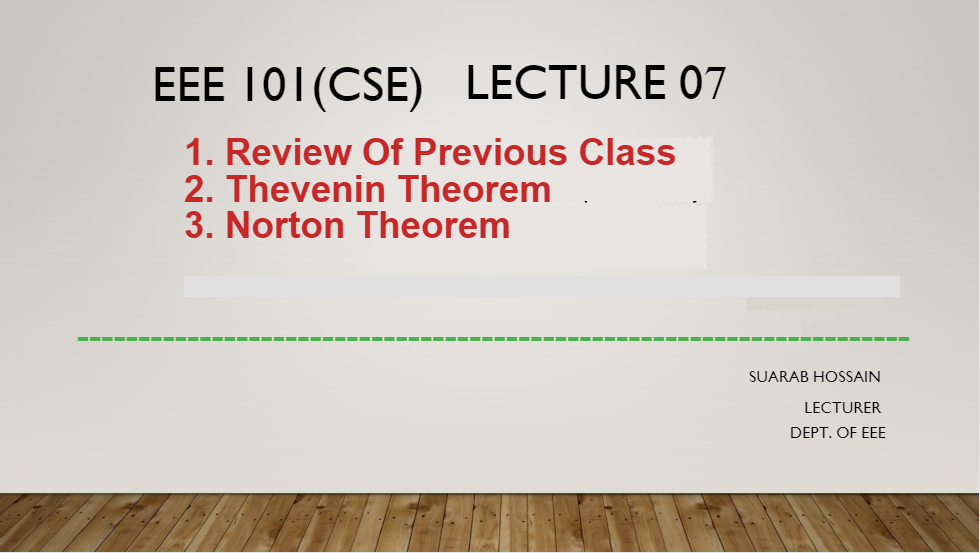 EEE 101(CSE) LECTURE 07
1. Review Of Previous Class
2. Thevenin Theorem
3. Norton Theorem
SUARAB HOSSAIN
LECTURER
DEPT. OF EEE